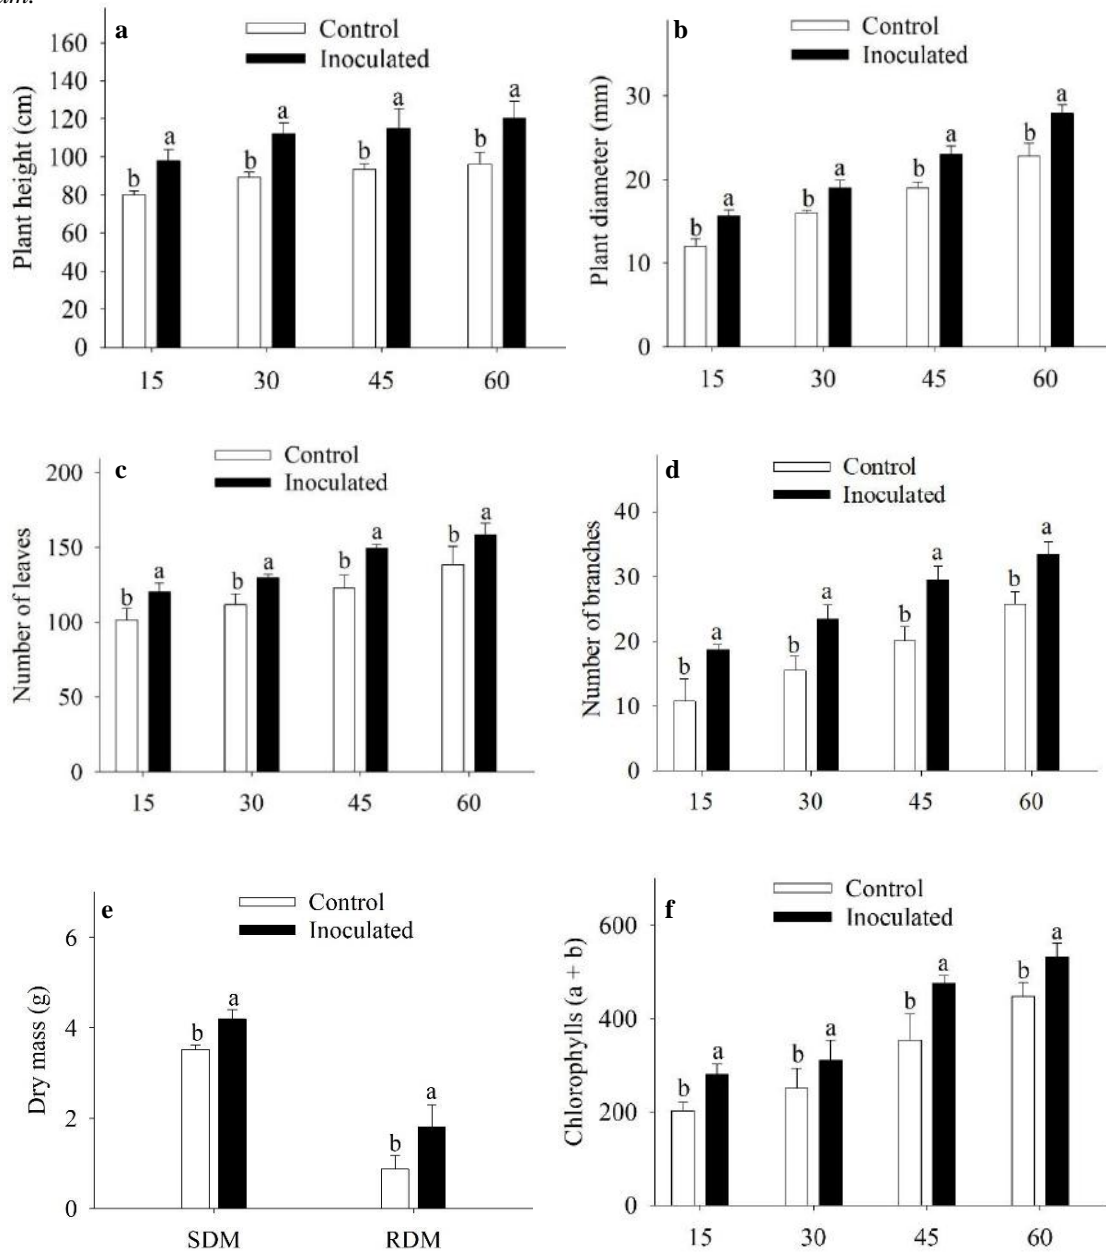 a
Control
Inoculated
160
140
120
100
80
60
40
20
0
Plant height (cm)
b a
b a
b a
b a
15 30 45 60
b
Control
Inoculated
30
20
10
0
Plant diameter (mm)
b a
b a
b a
b a
15 30 45 60
c
Control
Inoculated
200
150
100
50
0
Number of leaves
b a
b a
b a
b a
15 30 45 60
d
Control
Inoculated
40
30
20
10
0
Number of branches
b a
b a
b a
b a
15 30 45 60
e
Control
Inoculated
6
4
2
0
Dry mass (g)
b a
b a
SDM RDM
f
Control
Inoculated
600
400
200
0
Chlorophylls (a + b)
b a
b a
b a
b a
15 30 45 60